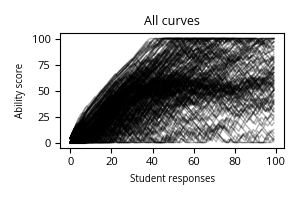 All curves
Ability score
100
75
50
25
0
0 20 40 60 80 100
Student responses